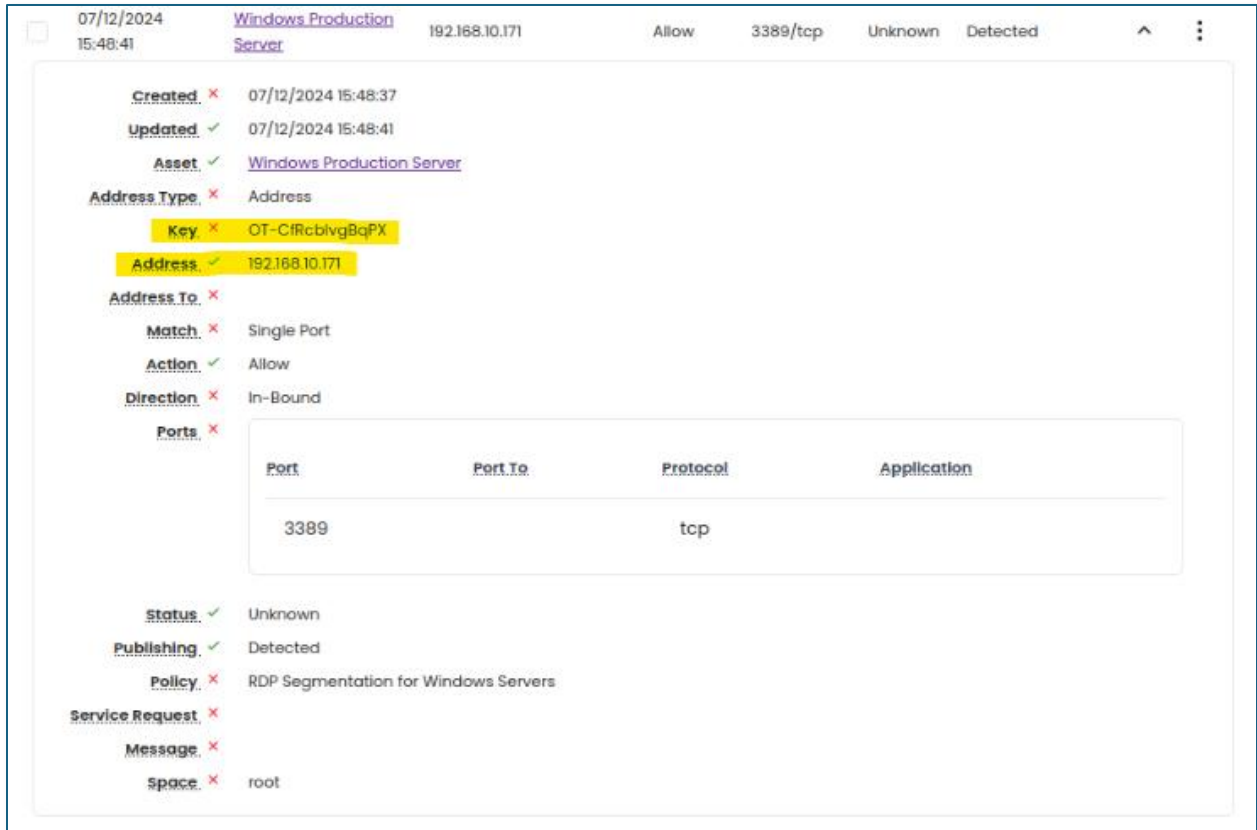 07/12/2024 Windows Production 192.168.10.171 Allow 3389/tcp Unknown Detected
15:48:41 Server
Created 07/12/2024 15:48:37
Updated 07/12/2024 15:48:41
Asset Windows Production Server
Address Type Address
Key OT-CfRcbIvgBqPX
Address 192.168.10.171
Address To
Match Single Port
Action Allow
Direction In-Bound
Ports
Port Port To Protocol Application
3389 tcp
Status Unknown
Publishing Detected
Policy RDP Segmentation for Windows Servers
Service Request
Message
Space root